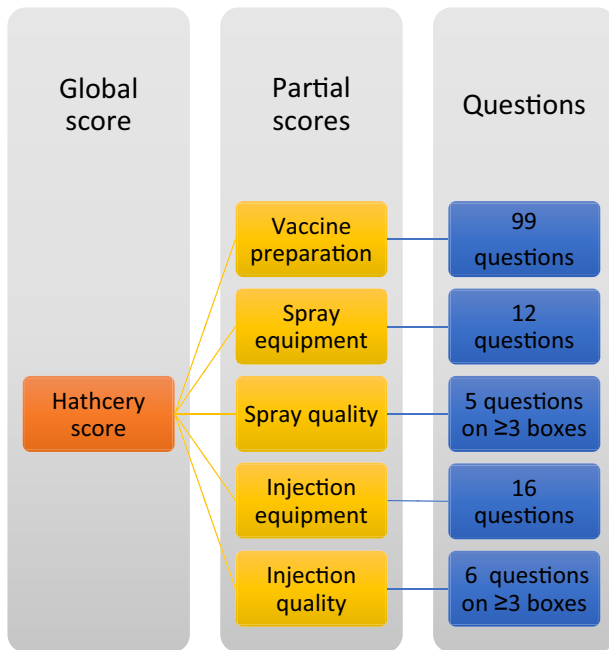 Global
score
Partial
scores
Questions
Vaccine
preparation
99
questions
Spray
equipment
12
questions
Hathcery
score
Spray quality
5 questions
on ≥3 boxes
Injection
equipment
16
questions
Injection
quality
6 questions
on ≥3 boxes